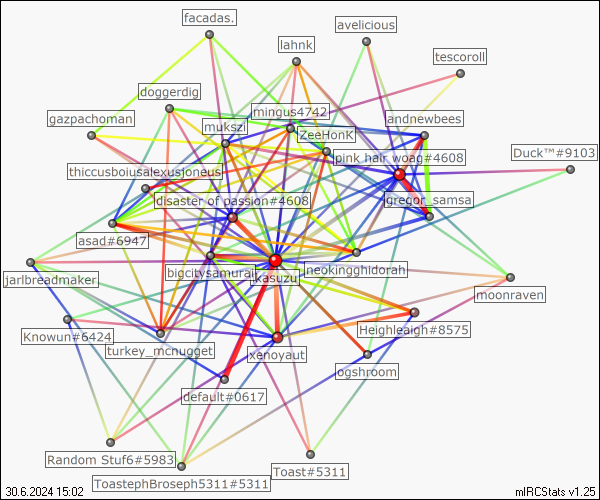 facadas.
avelicious
lahnk
tescoroll
doggerdig
mingus4742
gazpachoman
mukszi
ZeeHonK
andnewbees
pink hair woag#4608
Duck™#9103
thiccusboiusalexusjoneus
disaster of passion#4608
gregor_samsa
asad#6947
bigcitysamurai
kasuzu
neokingghidorah
jarlbreadmaker
moonraven
Knowun#6424
turkey_mcnugget
xenoyaut
Heighleaigh#8575
ogshroom
default#0617
Random Stuf6#5983
ToastephBroseph5311#5311
Toast#5311
30.6.2024 15:02
mIRCStats v1.25